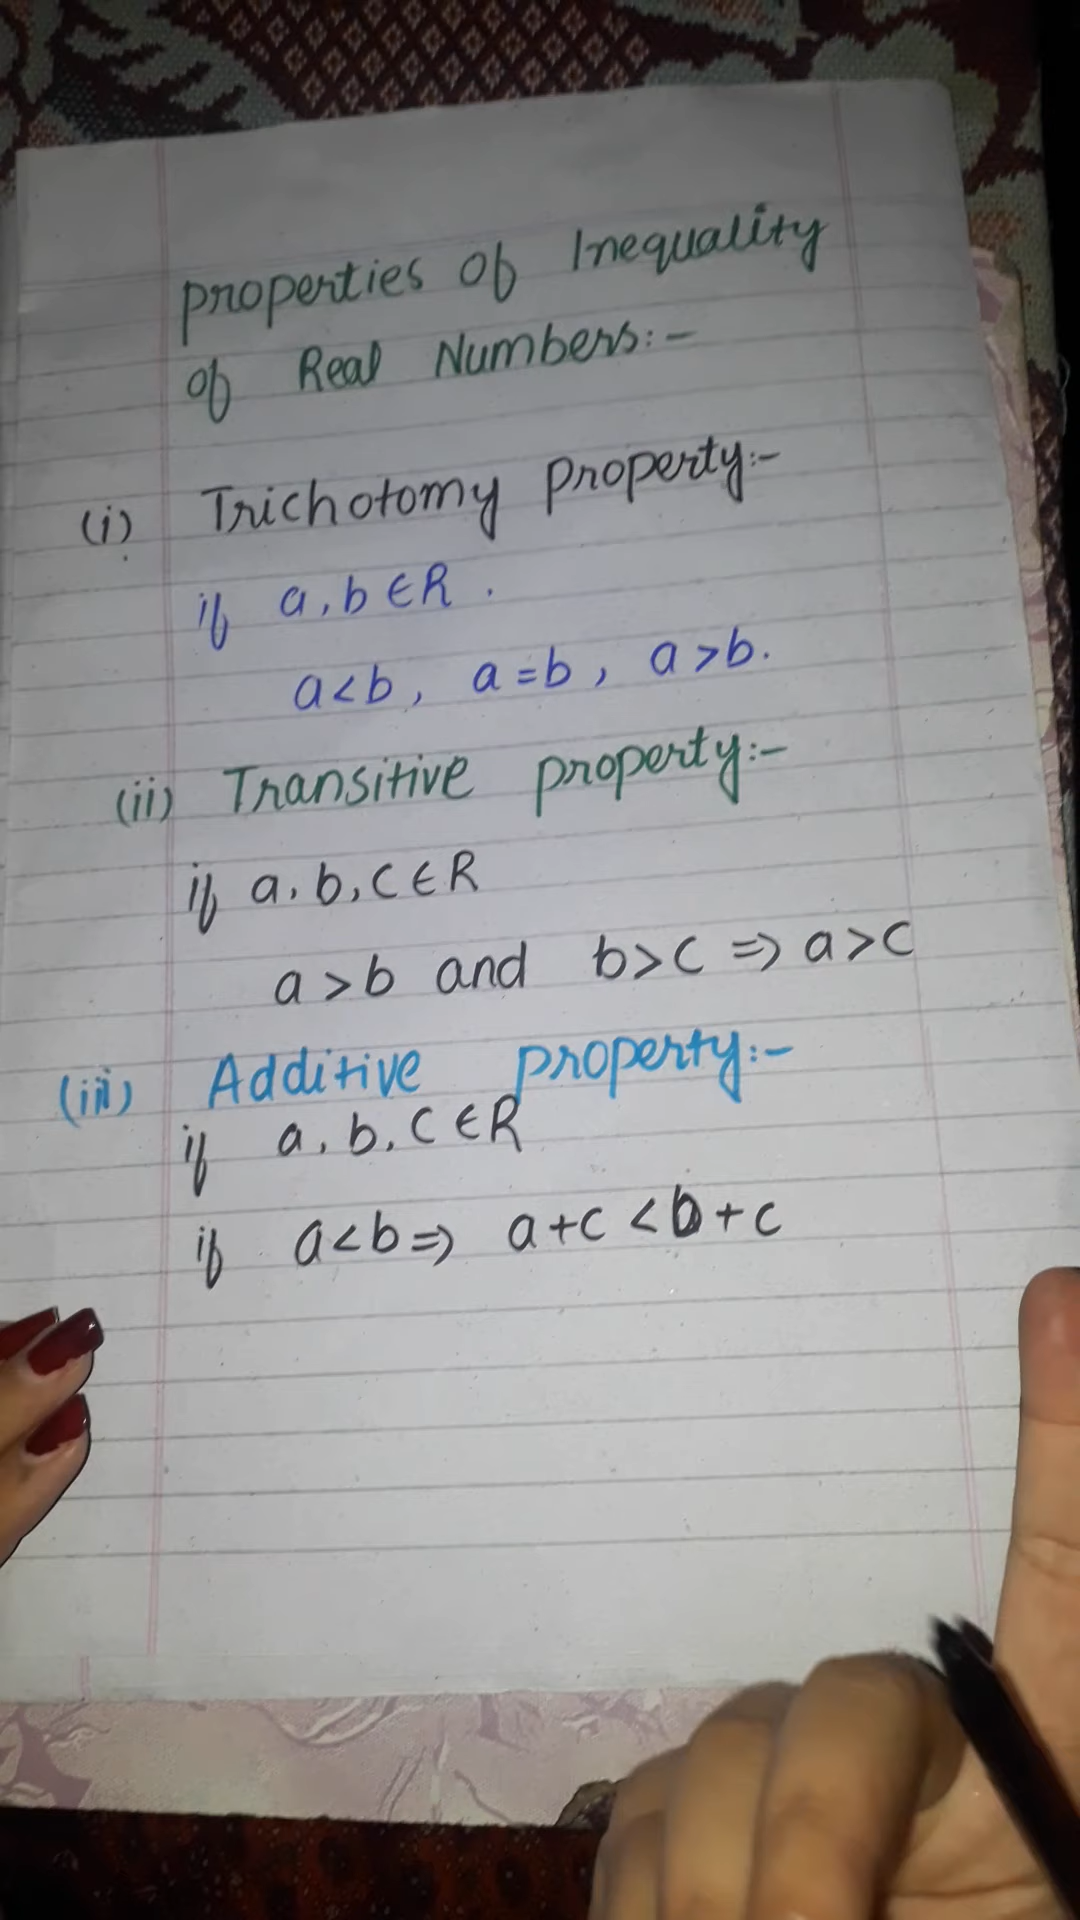 Properties of Inequality
of Real Numbers:-
(i) Trichotomy Property:-
if a, b ∈ R.
a < b, a = b, a > b.
(ii) Transitive property:-
if a, b, c ∈ R
a > b and b > c => a > c
(iii) Additive property:-
if a, b, c ∈ R
if a < b => a + c < b + c